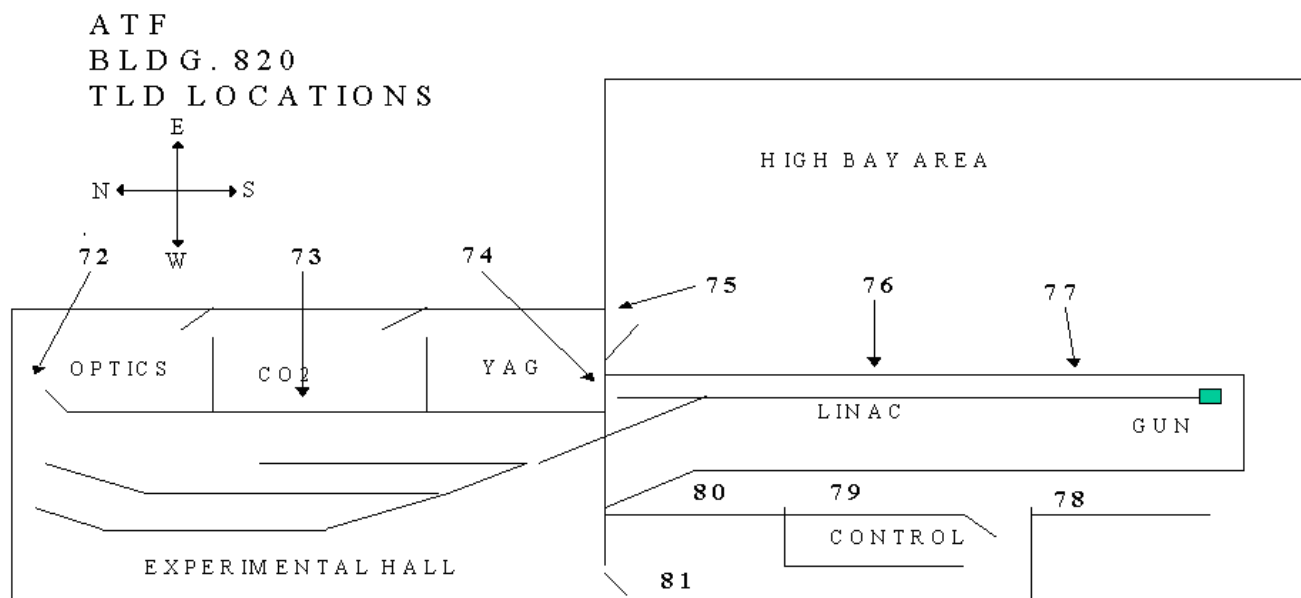 ATF
BLDG. 820
TLD LOCATIONS
E
HIGH BAY AREA
N S
72 W 73 74
75 76 77
OPTICS CO2 YAG
LINAC
GUN
80 79 78
CONTROL
EXPERIMENTAL HALL
81